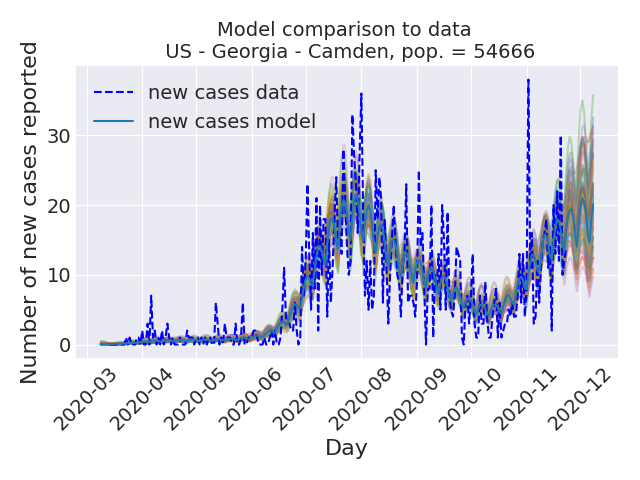 Model comparison to data
US - Georgia - Camden, pop. = 54666
Number of new cases reported
new cases data
new cases model
30
20
10
0
2020-03
2020-04
2020-05
2020-06
2020-07
2020-08
2020-09
2020-10
2020-11
2020-12
Day